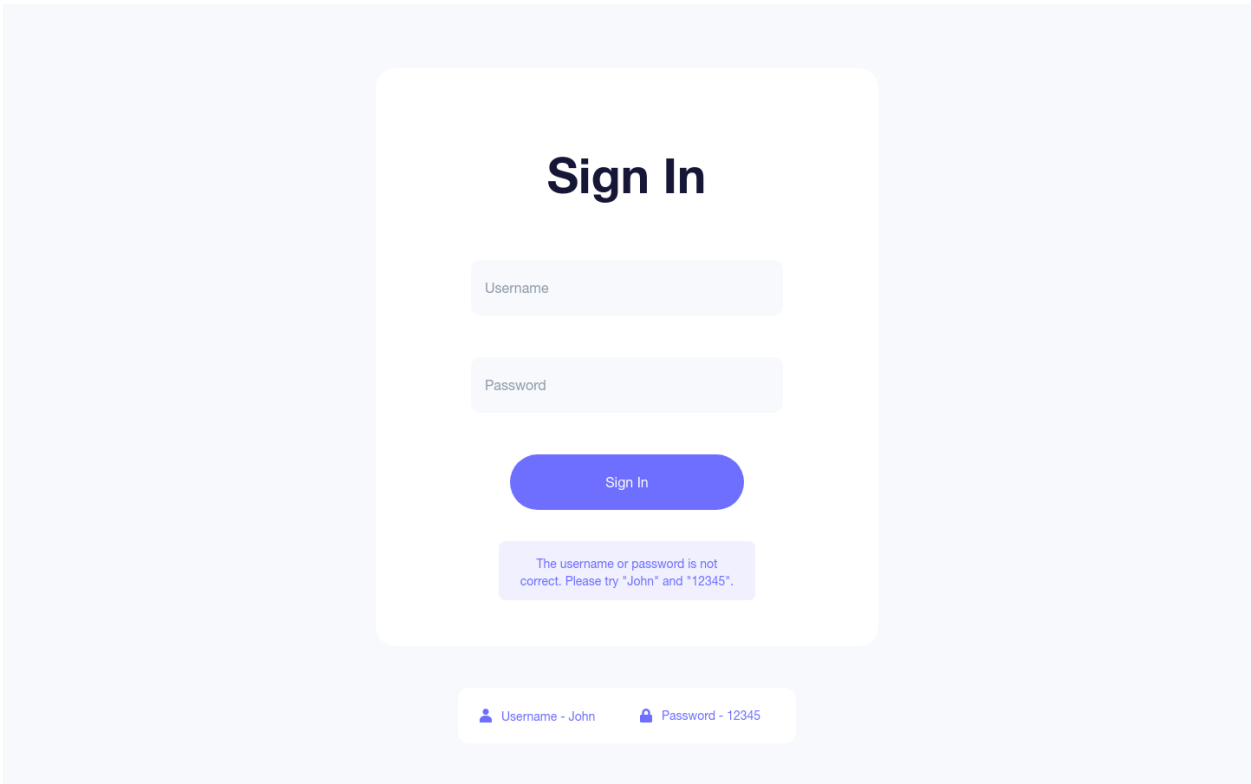 Sign In
Username
Password
Sign In
The username or password is not
correct. Please try "John" and "12345".
Username - John
Password - 12345